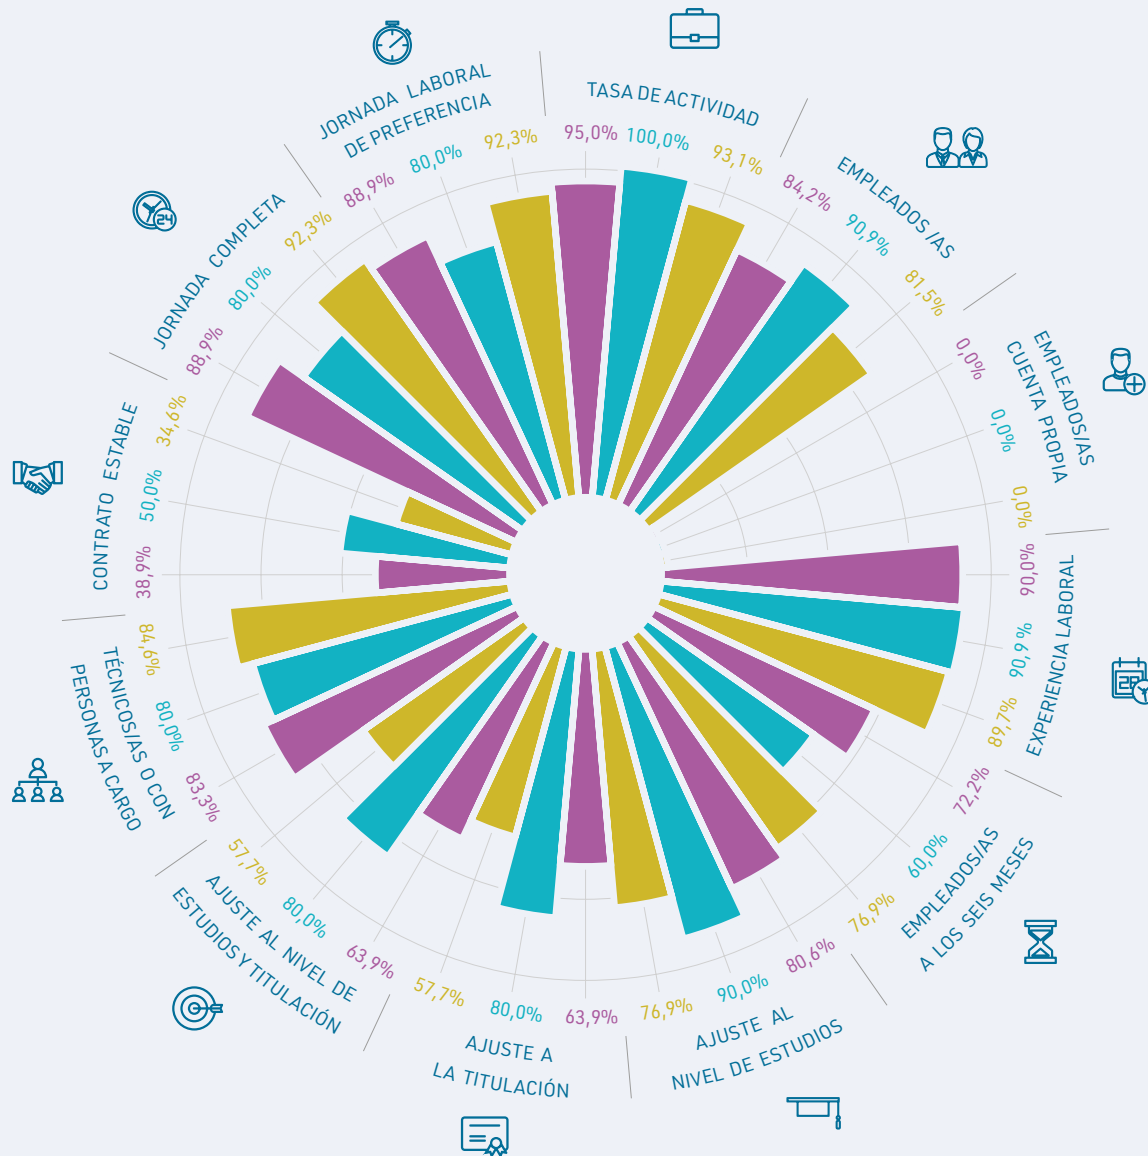 TASA DE ACTIVIDAD
95,0%
100,0%
93,1%
EMPLEADOS /AS
84,2%
90,9%
81,5%
EMPLEADOS/AS
CUENTA PROPIA
0,0%
0,0%
0,0%
EXPERIENCIA LABORAL
90,0%
90,9 %
89,7%
EMPLEADOS/AS
A LOS SEIS MESES
72,2%
60,0%
76,9%
AJUSTE AL
NIVEL DE ESTUDIOS
80,6%
90,0%
76,9%
AJUSTE A
LA TITULACIÓN
63,9%
80,0%
57,7%
AJUSTE AL NIVEL DE
ESTUDIOS Y TITULACIÓN
63,9%
80,0%
57,7%
TÉCNICOS/AS O CON
PERSONAS A CARGO
83,3%
80,0%
84,6%
CONTRATO ESTABLE
38,9%
50,0%
34,6%
JORNADA COMPLETA
88,9%
80,0%
92,3%
JORNADA LABORAL
DE PREFERENCIA
88,9%
80,0%
92,3%
24